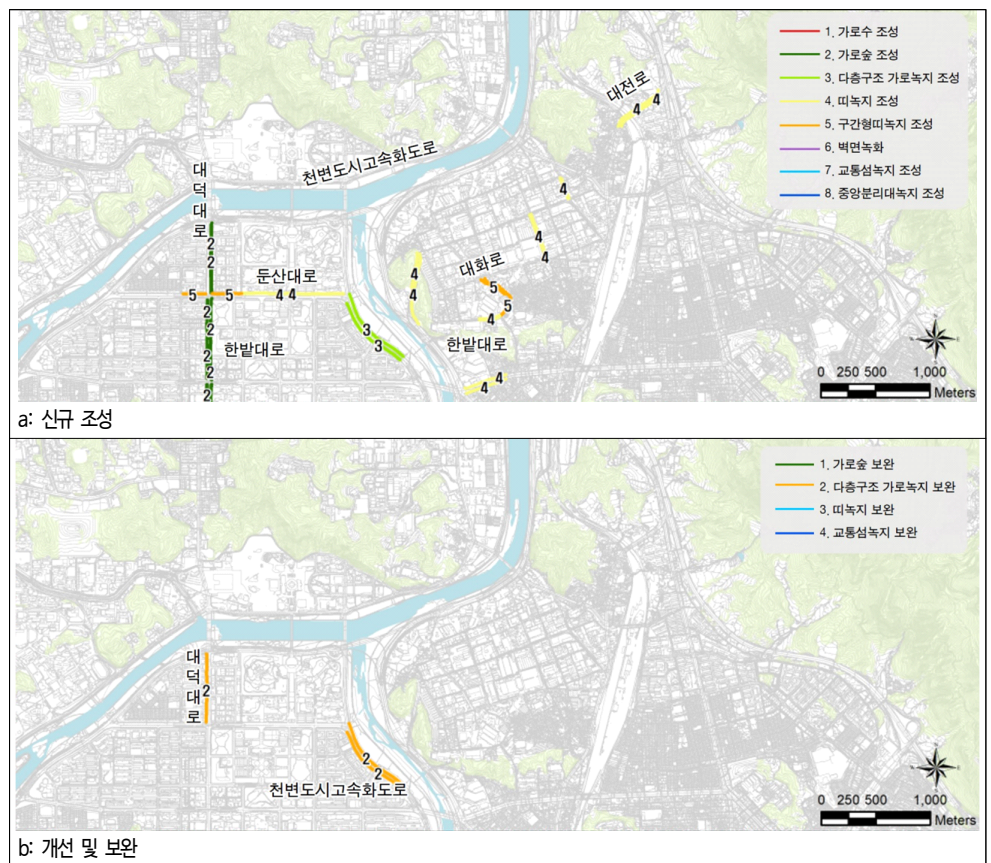 1. 가로수 조성
2. 가로숲 조성
3. 다층구조 가로녹지 조성
4. 띠녹지 조성
5. 구간형띠녹지 조성
6. 벽면녹화
7. 교통섬녹지 조성
8. 중앙분리대녹지 조성
대전로
4 4
천변도시고속화도로
대덕대로
4
4
4
대화로
4
4
2
2
둔산대로
5
5
5 5 4 4
4
2
2
2
2
2
한밭대로
3
3
한밭대로
4 4
0 250 500 1,000
Meters
a: 신규 조성
1. 가로숲 보완
2. 다층구조 가로녹지 보완
3. 띠녹지 보완
4. 교통섬녹지 보완
대덕대로
2
2
2
천변도시고속화도로
0 250 500 1,000
Meters
b: 개선 및 보완